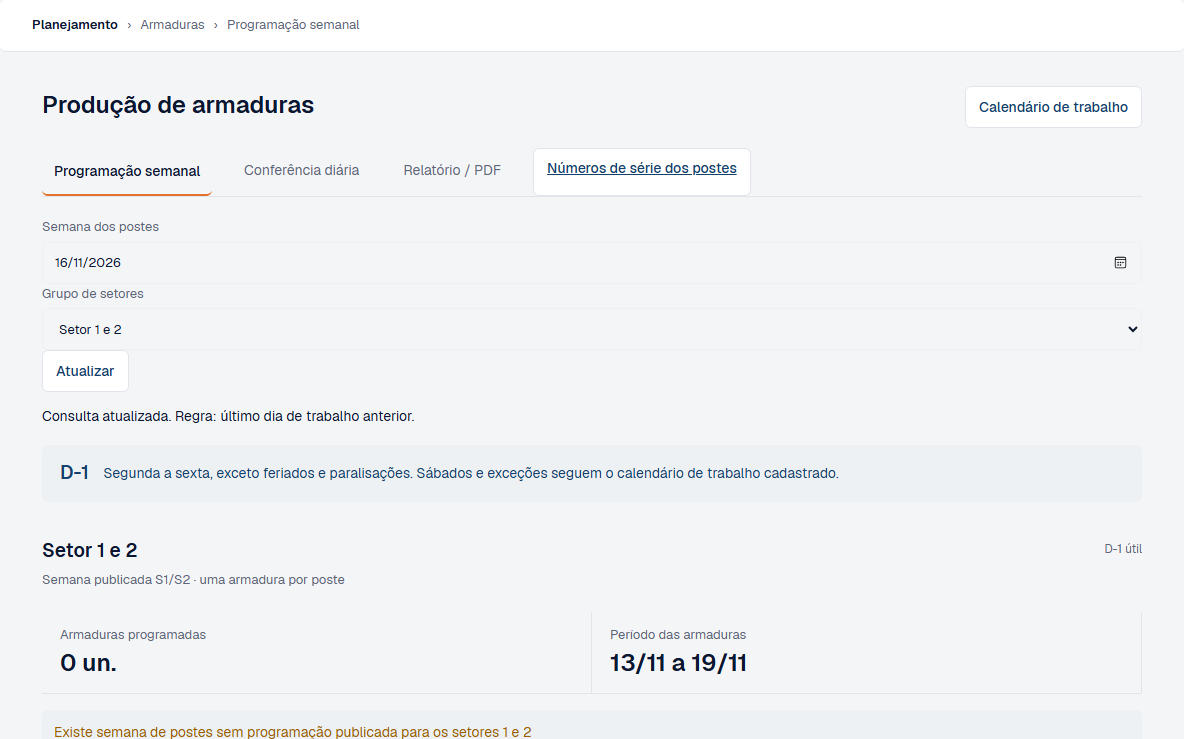 Planejamento › Armaduras › Programação semanal
Produção de armaduras
Calendário de trabalho
Programação semanal
Conferência diária
Relatório / PDF
Números de série dos postes
Semana dos postes
16/11/2026
Grupo de setores
Setor 1 e 2
Atualizar
Consulta atualizada. Regra: último dia de trabalho anterior.
D-1 Segunda a sexta, exceto feriados e paralisações. Sábados e exceções seguem o calendário de trabalho cadastrado.
Setor 1 e 2
D-1 útil
Semana publicada S1/S2 · uma armadura por poste
Armaduras programadas
0 un.
Período das armaduras
13/11 a 19/11
Existe semana de postes sem programação publicada para os setores 1 e 2